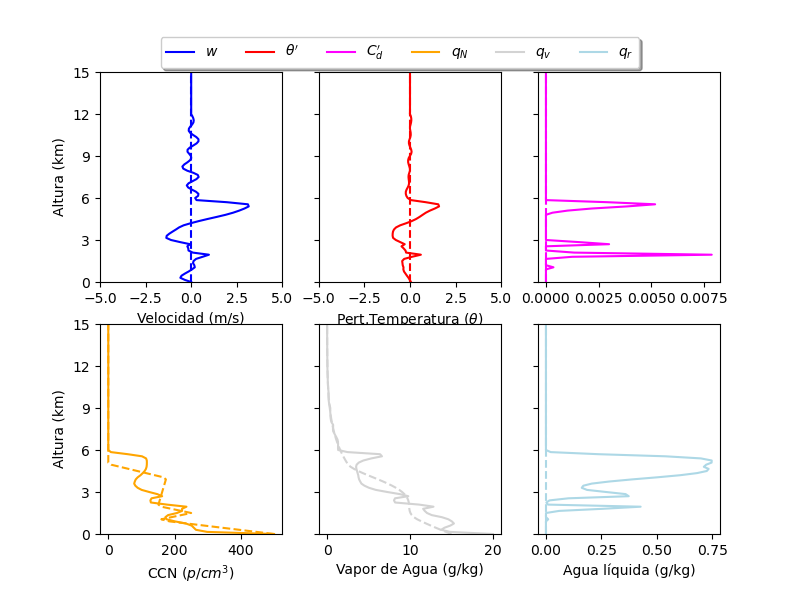 w θ′ C′d qN qv qr
15
12
9
6
3
0
Altura (km)
−5.0 −2.5 0.0 2.5 5.0
Velocidad (m/s)
−5.0 −2.5 0.0 2.5 5.0
Pert.Temperatura (θ)
0.0000 0.0025 0.0050 0.0075
15
12
9
6
3
0
Altura (km)
0 200 400
CCN (p/cm³)
0 10 20
Vapor de Agua (g/kg)
0.00 0.25 0.50 0.75
Agua líquida (g/kg)